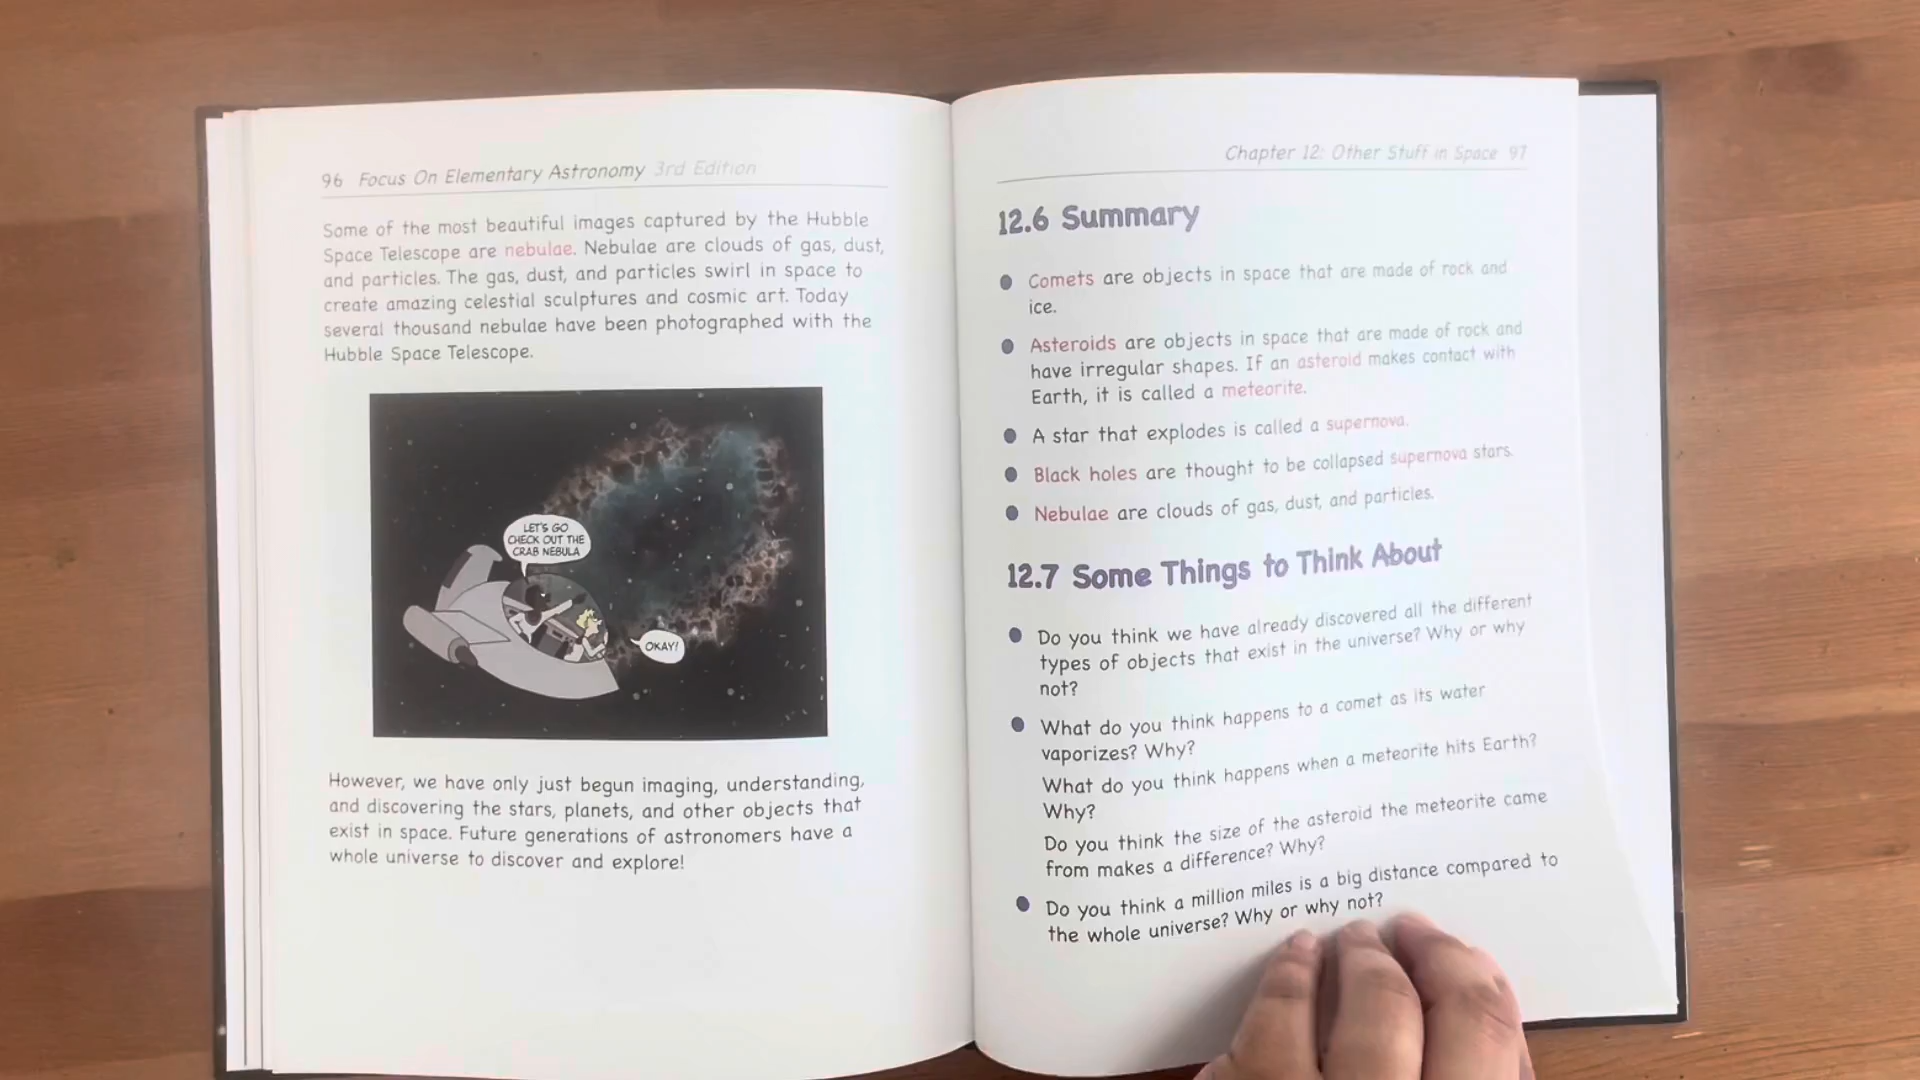 96 Focus On Elementary Astronomy 3rd Edition
Some of the most beautiful images captured by the Hubble
Space Telescope are nebulae. Nebulae are clouds of gas, dust,
and particles. The gas, dust, and particles swirl in space to
create amazing celestial sculptures and cosmic art. Today
several thousand nebulae have been photographed with the
Hubble Space Telescope.
LET'S GO
CHECK OUT THE
CRAB NEBULA
OKAY!
However, we have only just begun imaging, understanding,
and discovering the stars, planets, and other objects that
exist in space. Future generations of astronomers have a
whole universe to discover and explore!
Chapter 12: Other Stuff in Space 97
12.6 Summary
Comets are objects in space that are made of rock and
ice.
Asteroids are objects in space that are made of rock and
have irregular shapes. If an asteroid makes contact with
Earth, it is called a meteorite.
A star that explodes is called a supernova.
Black holes are thought to be collapsed supernova stars.
Nebulae are clouds of gas, dust, and particles.
12.7 Some Things to Think About
Do you think we have already discovered all the different
types of objects that exist in the universe? Why or why
not?
What do you think happens to a comet as its water
vaporizes? Why?
What do you think happens when a meteorite hits Earth?
Why?
Do you think the size of the asteroid the meteorite came
from makes a difference? Why?
Do you think a million miles is a big distance compared to
the whole universe? Why or why not?